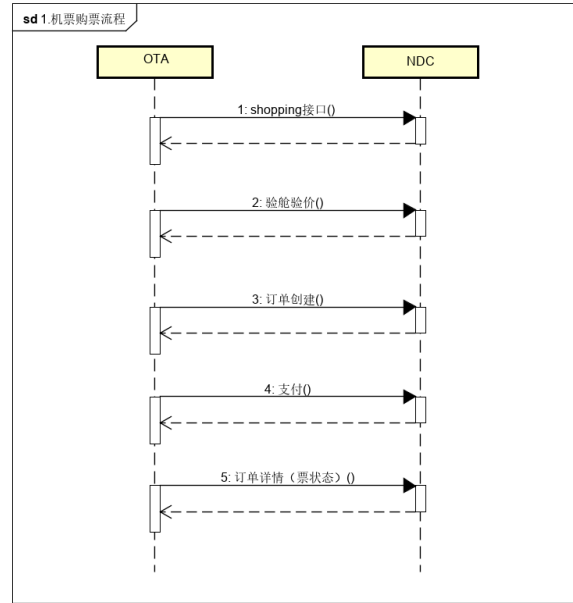 sd 1.机票购票流程
OTA
NDC
1: shopping接口()
2: 验舱验价()
3: 订单创建()
4: 支付()
5: 订单详情（票状态）()